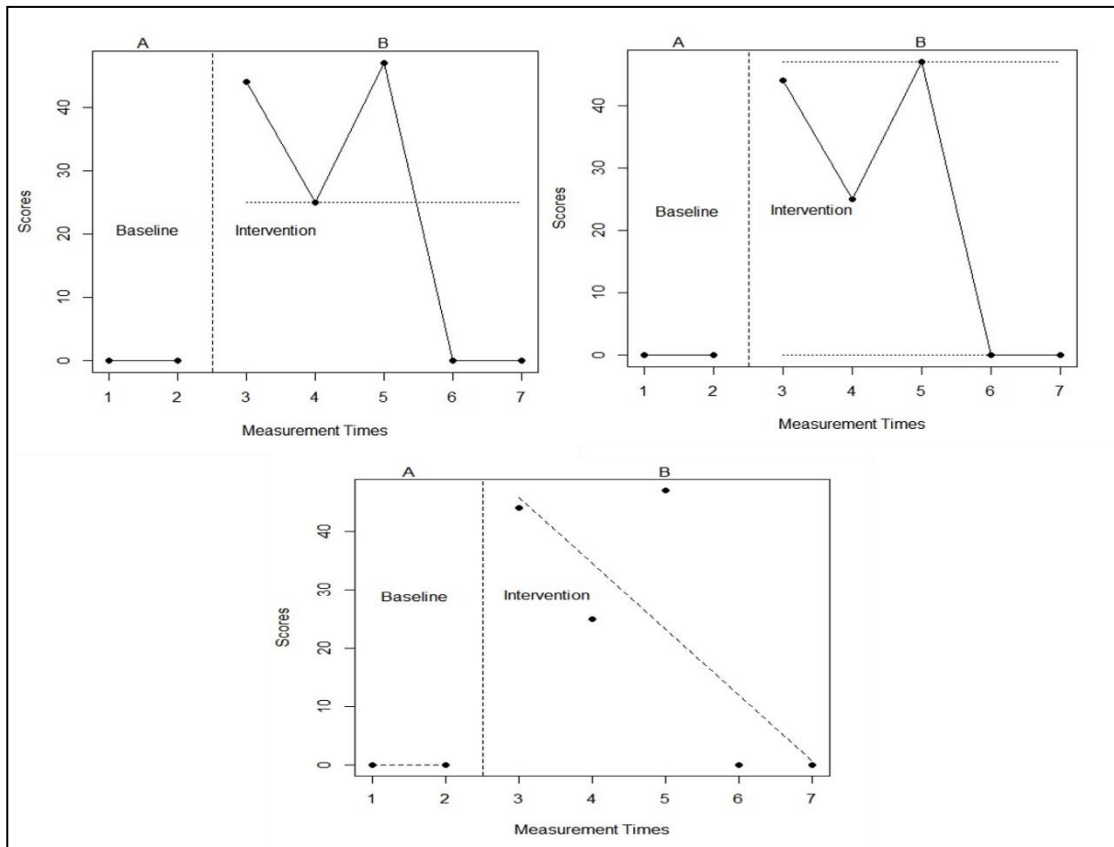 A B
40
30
20
10
0
Scores
Baseline Intervention
1 2 3 4 5 6 7
Measurement Times
A B
40
30
20
10
0
Scores
Baseline Intervention
1 2 3 4 5 6 7
Measurement Times
A B
40
30
20
10
0
Scores
Baseline Intervention
1 2 3 4 5 6 7
Measurement Times